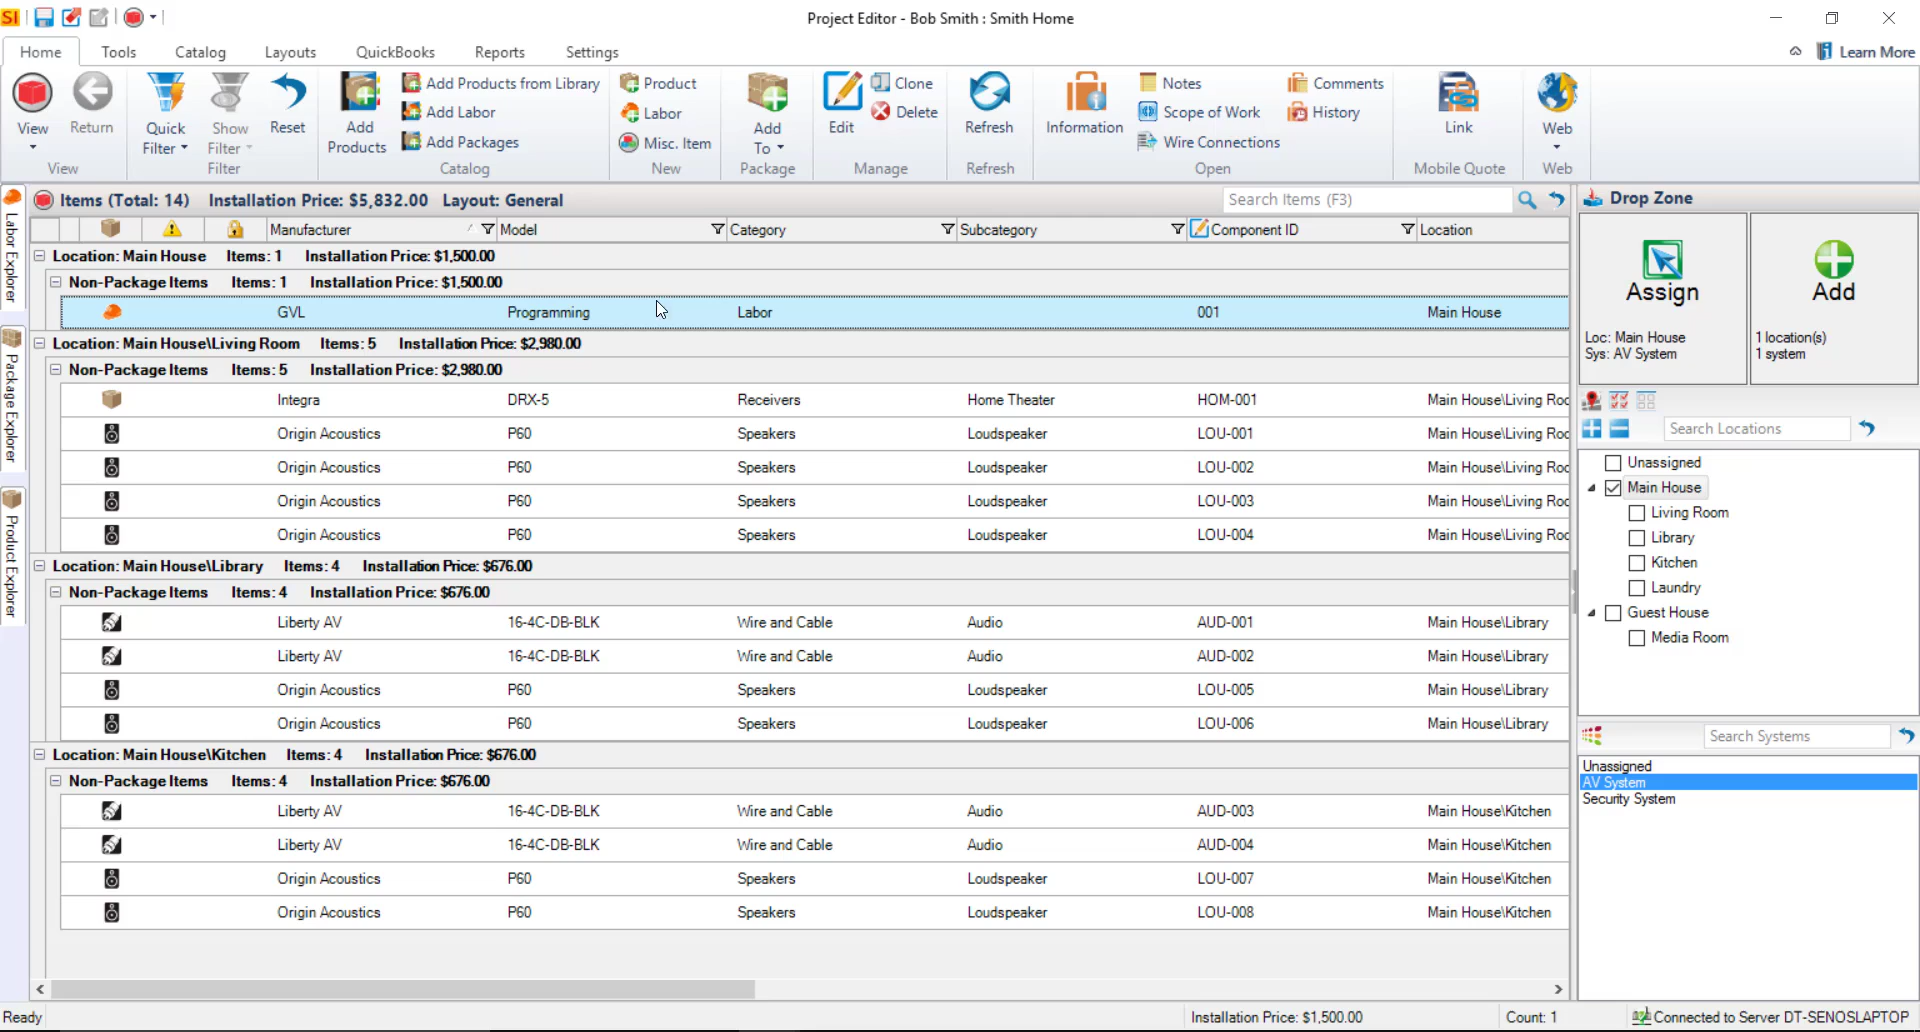 SI
Project Editor - Bob Smith : Smith Home
Home Tools Catalog Layouts QuickBooks Reports Settings Learn More
View
Return
View
Quick Filter
Show Filter
Reset
Filter
Add Products
Add Products from Library
Add Labor
Add Packages
Catalog
Product
Labor
Misc. Item
New
Add To
Package
Edit
Clone
Delete
Manage
Refresh
Refresh
Information
Notes
Scope of Work
Wire Connections
Comments
History
Open
Link
Mobile Quote
Web
Web
Labor Explorer
Package Explorer
Product Explorer
Items (Total: 14) Installation Price: $5,832.00 Layout: General Search Items (F3)
Manufacturer Model Category Subcategory Component ID Location
Location: Main House Items: 1 Installation Price: $1,500.00
Non-Package Items Items: 1 Installation Price: $1,500.00
GVL Programming Labor 001 Main House
Location: Main House\Living Room Items: 5 Installation Price: $2,980.00
Non-Package Items Items: 5 Installation Price: $2,980.00
Integra DRX-5 Receivers Home Theater HOM-001 Main House\Living Roo
Origin Acoustics P60 Speakers Loudspeaker LOU-001 Main House\Living Roo
Origin Acoustics P60 Speakers Loudspeaker LOU-002 Main House\Living Roo
Origin Acoustics P60 Speakers Loudspeaker LOU-003 Main House\Living Roo
Origin Acoustics P60 Speakers Loudspeaker LOU-004 Main House\Living Roo
Location: Main House\Library Items: 4 Installation Price: $676.00
Non-Package Items Items: 4 Installation Price: $676.00
Liberty AV 16-4C-DB-BLK Wire and Cable Audio AUD-001 Main House\Library
Liberty AV 16-4C-DB-BLK Wire and Cable Audio AUD-002 Main House\Library
Origin Acoustics P60 Speakers Loudspeaker LOU-005 Main House\Library
Origin Acoustics P60 Speakers Loudspeaker LOU-006 Main House\Library
Location: Main House\Kitchen Items: 4 Installation Price: $676.00
Non-Package Items Items: 4 Installation Price: $676.00
Liberty AV 16-4C-DB-BLK Wire and Cable Audio AUD-003 Main House\Kitchen
Liberty AV 16-4C-DB-BLK Wire and Cable Audio AUD-004 Main House\Kitchen
Origin Acoustics P60 Speakers Loudspeaker LOU-007 Main House\Kitchen
Origin Acoustics P60 Speakers Loudspeaker LOU-008 Main House\Kitchen
Drop Zone
Assign
Loc: Main House
Sys: AV System
Add
1 location(s)
1 system
Search Locations
Unassigned
Main House
Living Room
Library
Kitchen
Laundry
Guest House
Media Room
Search Systems
Unassigned
AV System
Security System
Ready Installation Price: $1,500.00 Count: 1 Connected to Server DT-SENOSLAPTOP